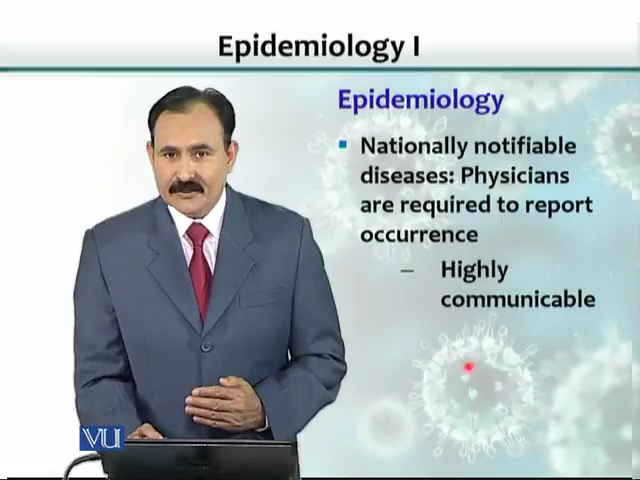 Epidemiology I
Epidemiology
Nationally notifiable
diseases: Physicians
are required to report
occurrence
– Highly
communicable
VU